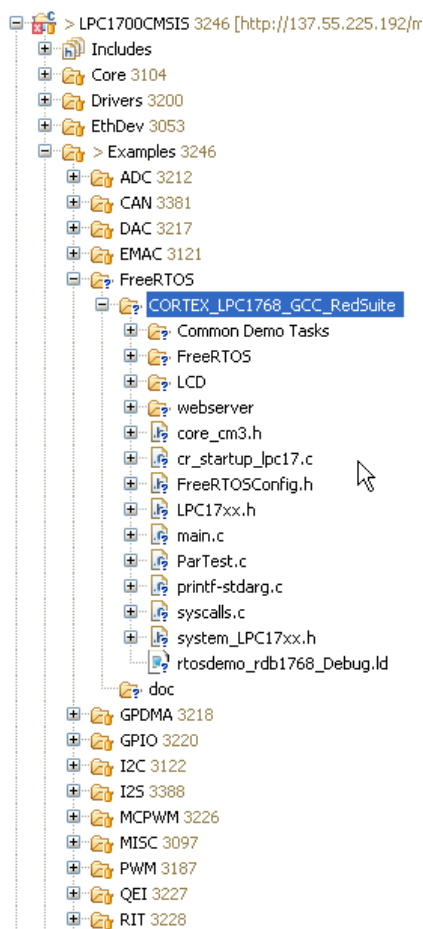 > LPC1700CMSIS 3246 [http://137.55.225.192/m
Includes
Core 3104
Drivers 3200
EthDev 3053
> Examples 3246
ADC 3212
CAN 3381
DAC 3217
EMAC 3121
FreeRTOS
CORTEX_LPC1768_GCC_RedSuite
Common Demo Tasks
FreeRTOS
LCD
webserver
core_cm3.h
cr_startup_lpc17.c
FreeRTOSConfig.h
LPC17xx.h
main.c
ParTest.c
printf-stdarg.c
syscalls.c
system_LPC17xx.h
rtosdemo_rdb1768_Debug.ld
doc
GPDMA 3218
GPIO 3220
I2C 3122
I2S 3388
MCPWM 3226
MISC 3097
PWM 3187
QEI 3227
RIT 3228